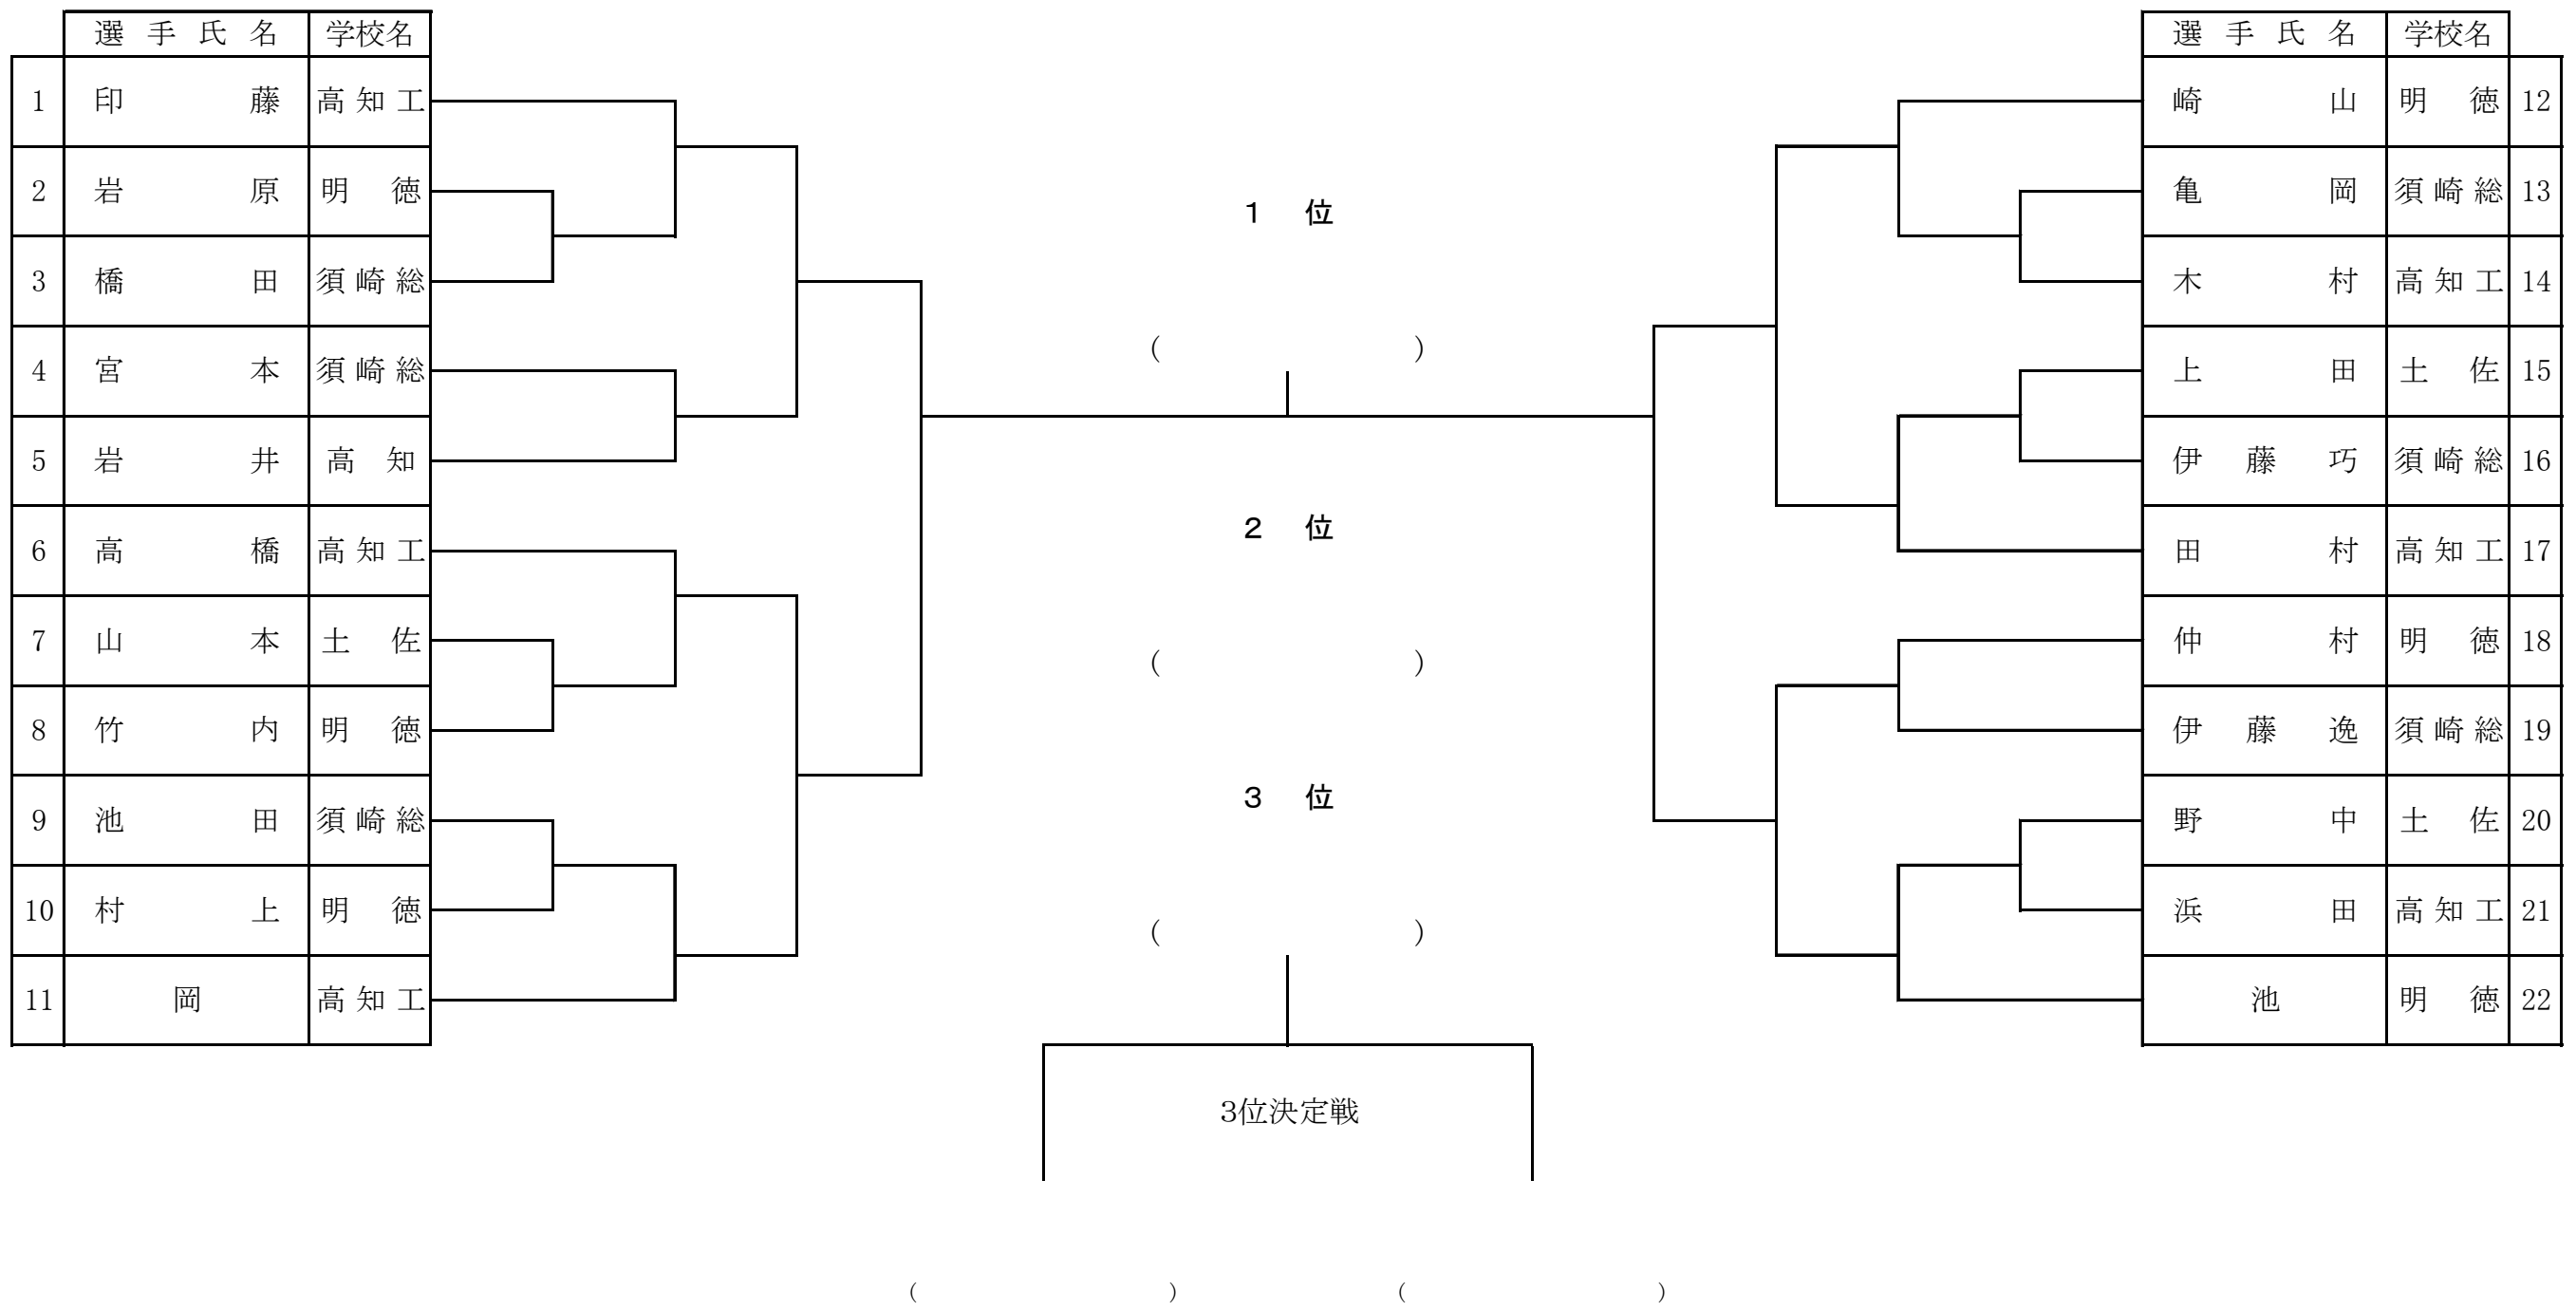 選手氏名 学校名
1 印藤 高知工
2 岩原 明徳
3 橋田 須崎総
4 宮本 須崎総
5 岩井 高知
6 高橋 高知工
7 山本 土佐
8 竹内 明徳
9 池田 須崎総
10 村上 明徳
11 岡 高知工
１位
（ ）
２位
（ ）
３位
（ ）
3位決定戦
（ ） （ ）
選手氏名 学校名
崎山 明徳 12
亀岡 須崎総 13
木村 高知工 14
上田 土佐 15
伊藤巧 須崎総 16
田村 高知工 17
仲村 明徳 18
伊藤逸 須崎総 19
野中 土佐 20
浜田 高知工 21
池 明徳 22